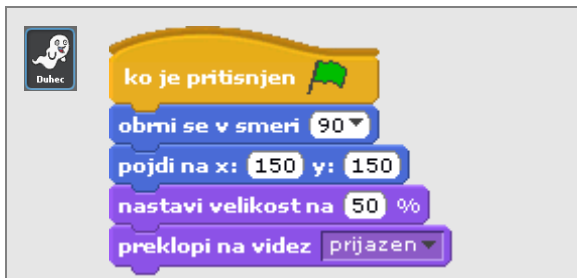 Duhec
ko je pritisnjen
obrni se v smeri 90
pojdi na x: 150 y: 150
nastavi velikost na 50 %
preklopi na videz prijazen